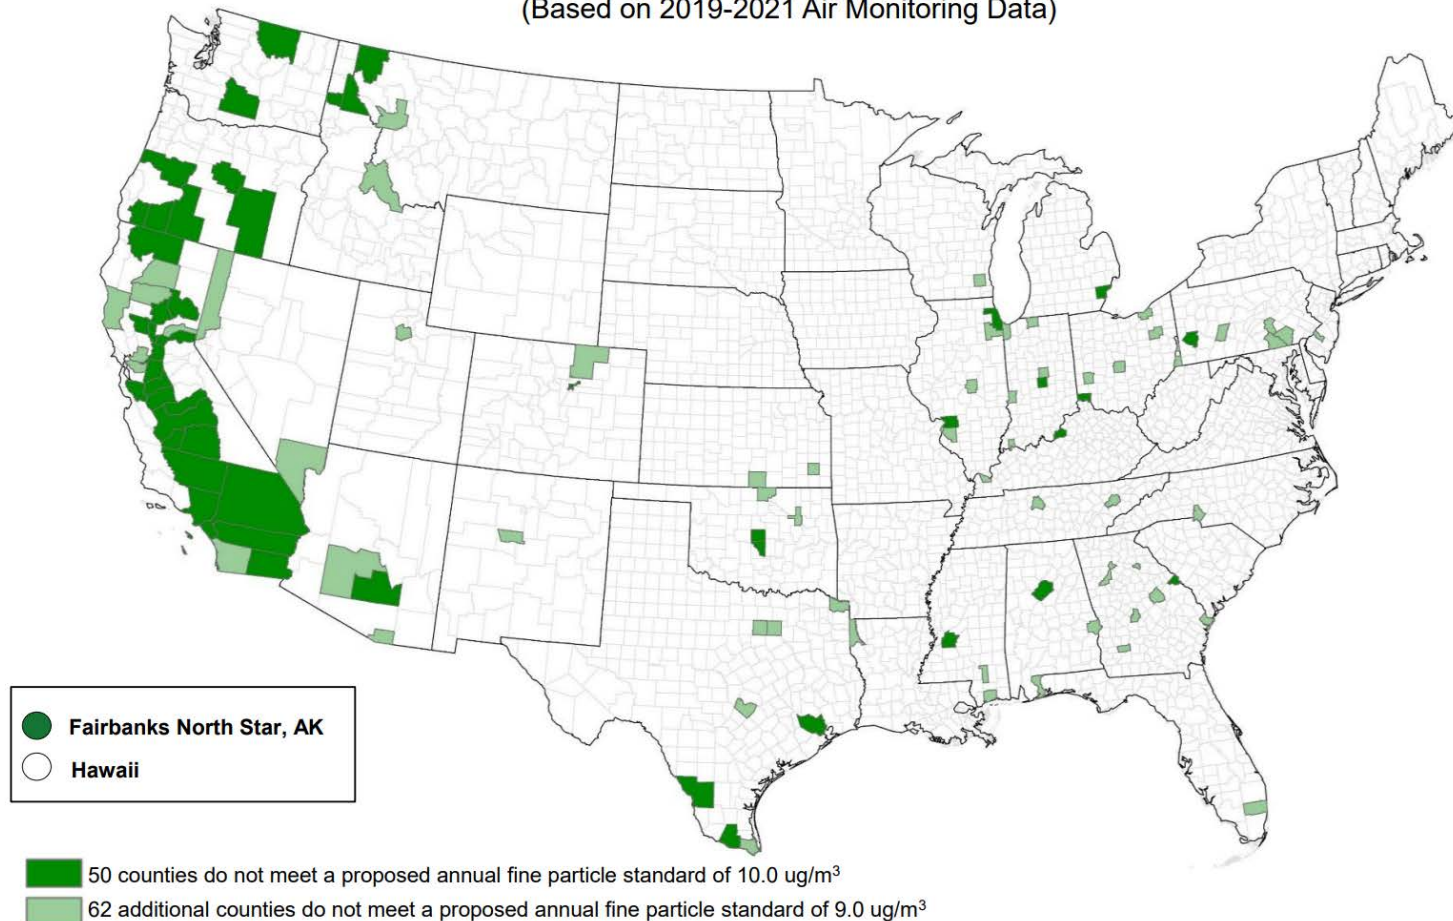 (Based on 2019-2021 Air Monitoring Data)
Fairbanks North Star, AK
Hawaii
50 counties do not meet a proposed annual fine particle standard of 10.0 ug/m³
62 additional counties do not meet a proposed annual fine particle standard of 9.0 ug/m³